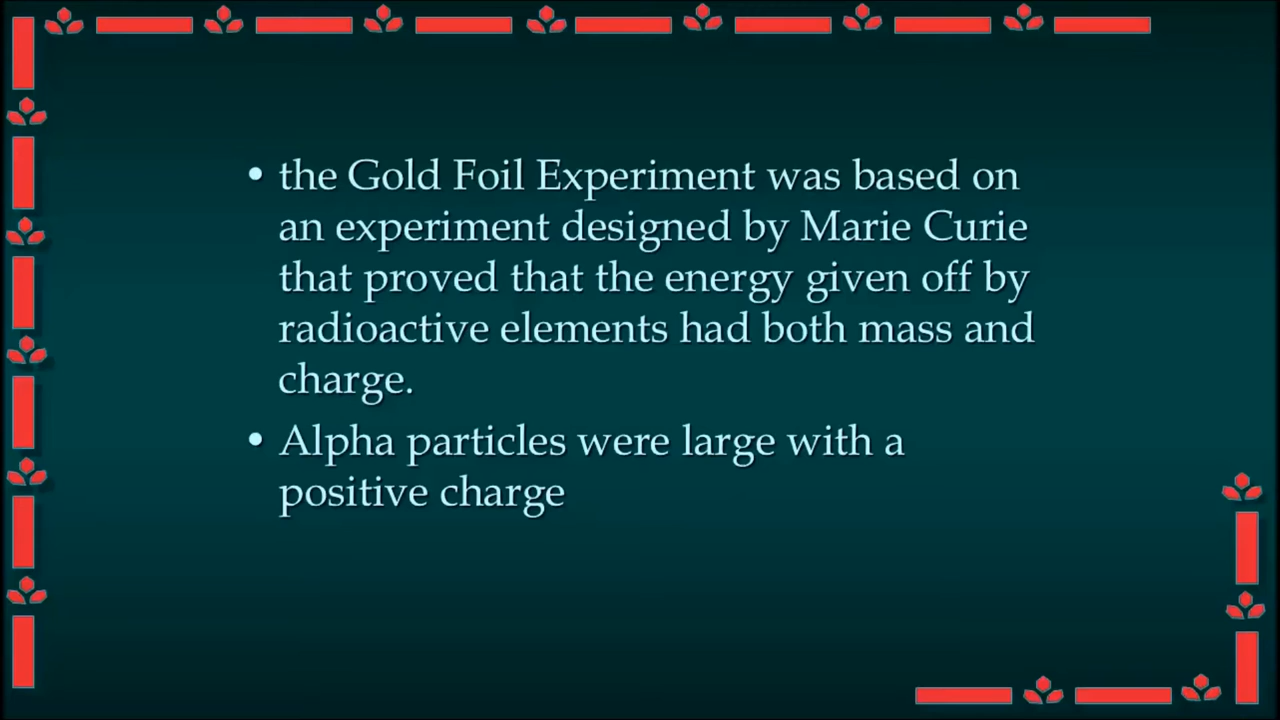 • the Gold Foil Experiment was based on
an experiment designed by Marie Curie
that proved that the energy given off by
radioactive elements had both mass and
charge.
• Alpha particles were large with a
positive charge